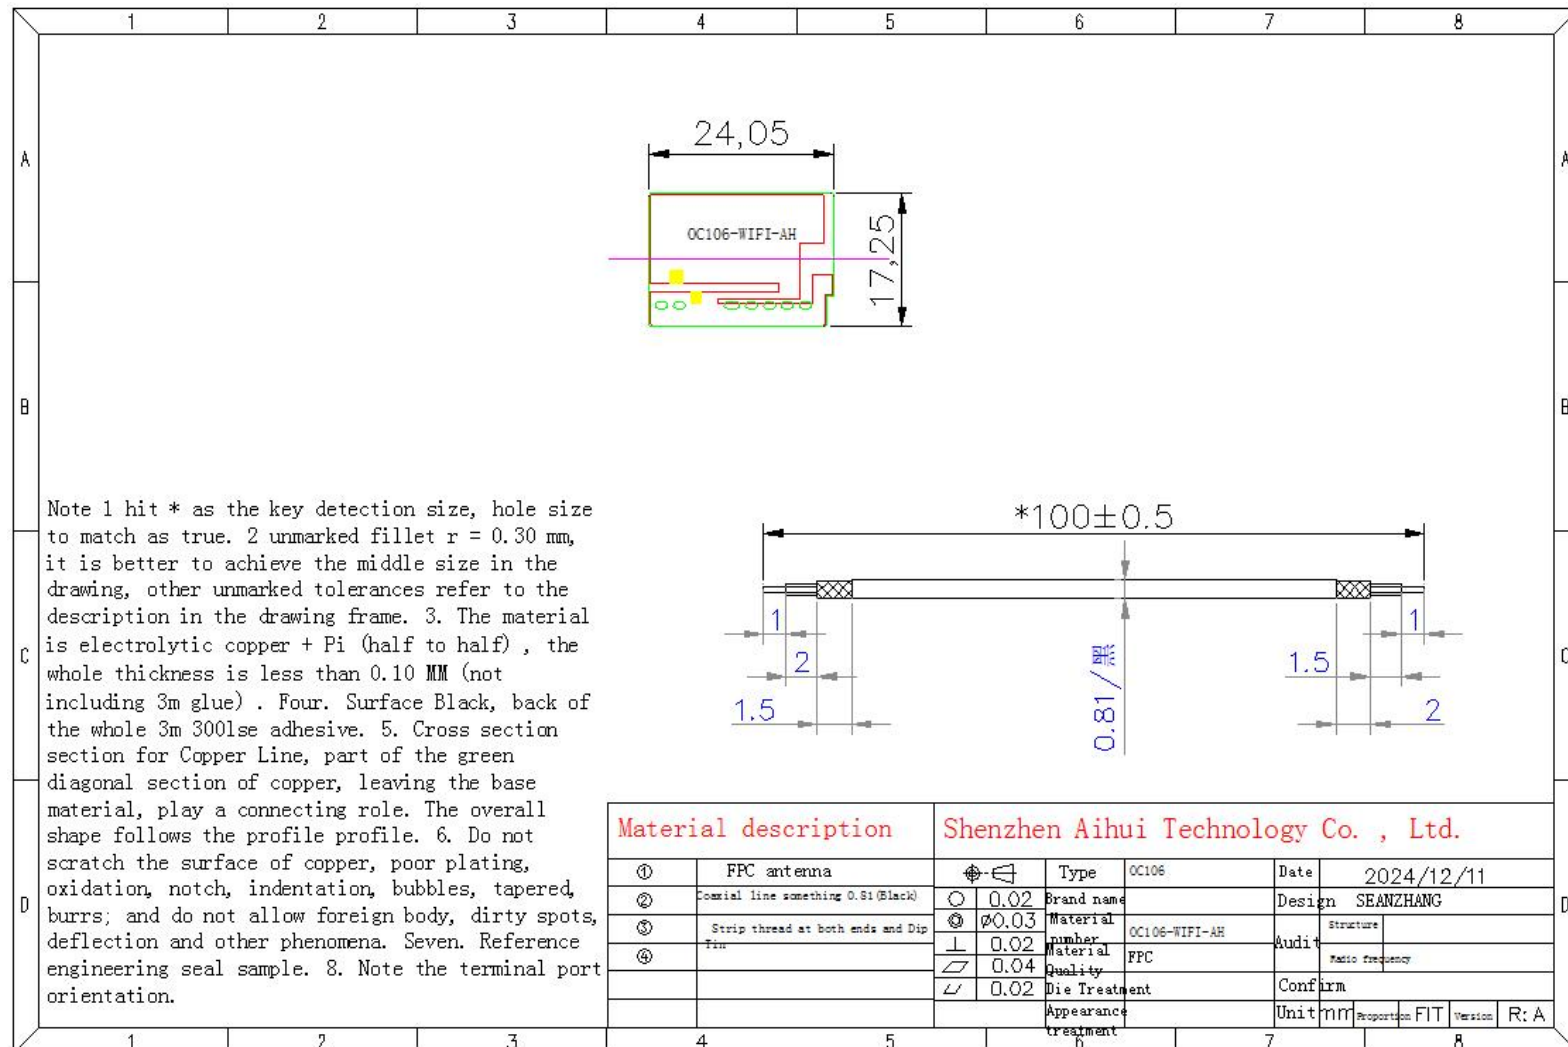 1 2 3 4 5 6 7 8
A A
B B
C C
D D
24,05
17,25
OC106-WIFI-AH
Note 1 hit * as the key detection size, hole size
to match as true. 2 unmarked fillet r = 0.30 mm,
it is better to achieve the middle size in the
drawing, other unmarked tolerances refer to the
description in the drawing frame. 3. The material
is electrolytic copper + Pi (half to half) , the
whole thickness is less than 0.10 MM (not
including 3m glue) . Four. Surface Black, back of
the whole 3m 300lse adhesive. 5. Cross section
section for Copper Line, part of the green
diagonal section of copper, leaving the base
material, play a connecting role. The overall
shape follows the profile profile. 6. Do not
scratch the surface of copper, poor plating,
oxidation, notch, indentation, bubbles, tapered,
burrs; and do not allow foreign body, dirty spots,
deflection and other phenomena. Seven. Reference
engineering seal sample. 8. Note the terminal port
orientation.
*100±0.5
1
2
1.5
0.81/黑
1
1.5
2
Material description
① FPC antenna
② Coaxial line something 0.81(Black)
③ Strip thread at both ends and Dip
Tin
④
Shenzhen Aihui Technology Co. , Ltd.
0.02
Ø0.03
0.02
0.04
0.02
Type OC106
Brand name
Material
number OC106-WIFI-AH
Material
Quality FPC
Die Treatment
Appearance
treatment
Date 2024/12/11
Design SEANZHANG
Audit Structure
Radio frequency
Confirm
Unit mm Proportion FIT Version R:A
1 2 3 4 5 6 7 8